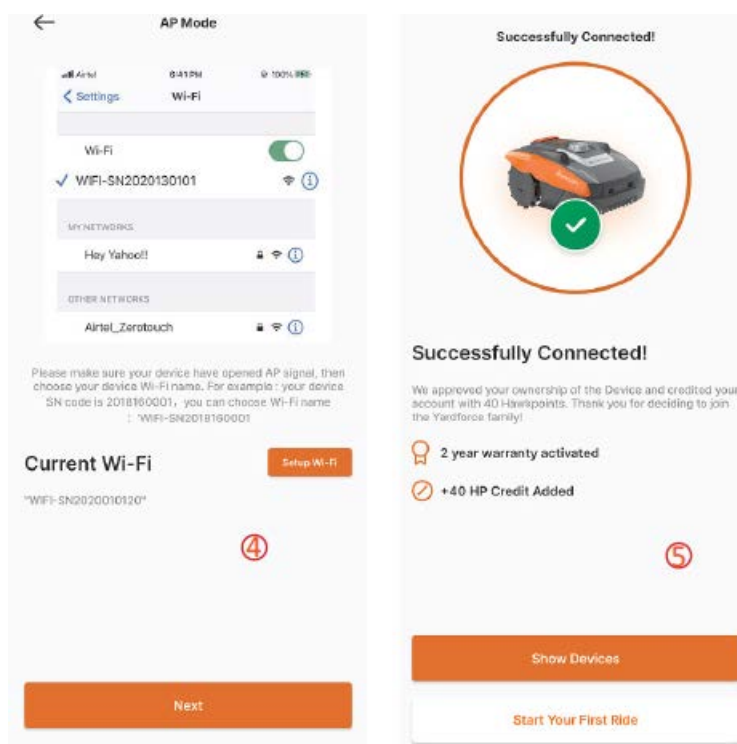 AP Mode
Airtel 6:41 PM 100%
Settings Wi-Fi
Wi-Fi
WIFI-SN2020130101
MY NETWORKS
Hey Yahoo!!
OTHER NETWORKS
Airtel_Zerotouch
Please make sure your device have opened AP signal, then
choose your device Wi-Fi name. For example : your device
SN code is 2018160001，you can choose Wi-Fi name
: "WIFI-SN2018160001
Current Wi-Fi
Setup Wi-Fi
"WIFI-SN2020010120"
④
Next
Successfully Connected!
Successfully Connected!
We approved your ownership of the Device and credited your
account with 40 Hawkpoints. Thank you for deciding to join
the Yardforce family!
2 year warranty activated
+40 HP Credit Added
⑤
Show Devices
Start Your First Ride